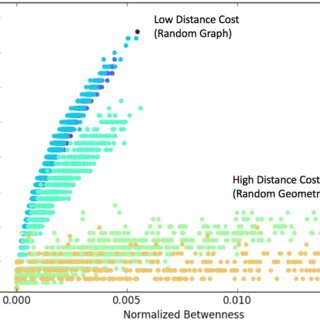 Low Distance Cost
(Random Graph)
High Distance Cost
(Random Geometr
0.000
0.005
0.010
Normalized Betwenness